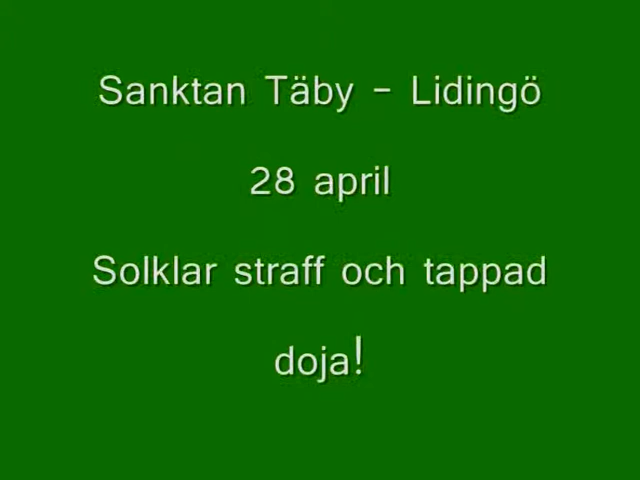 Sanktan Täby - Lidingö
28 april
Solklar straff och tappad
doja!